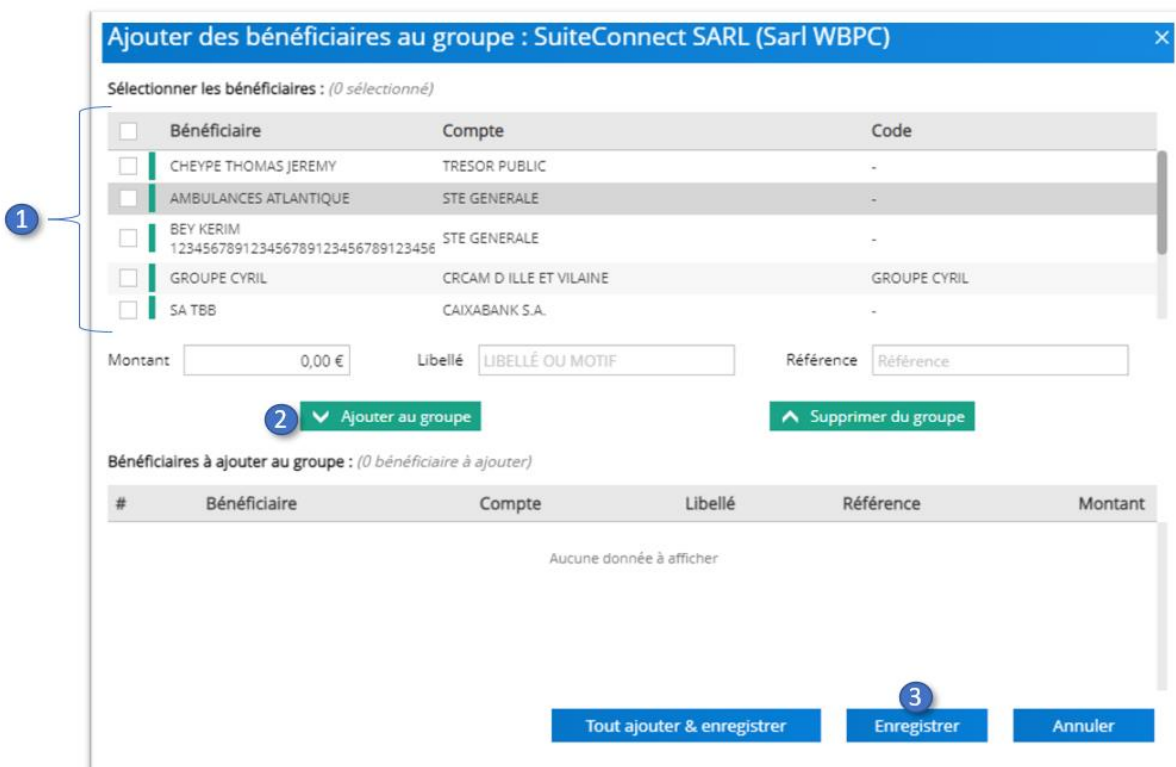 Ajouter des bénéficiaires au groupe : SuiteConnect SARL (Sarl WBPC)
Sélectionner les bénéficiaires : (0 sélectionné)
Bénéficiaire Compte Code
CHEYPE THOMAS JEREMY TRESOR PUBLIC -
AMBULANCES ATLANTIQUE STE GENERALE -
1
BEY KERIM
123456789123456789123456789123456 STE GENERALE -
GROUPE CYRIL CRCAM D ILLE ET VILAINE GROUPE CYRIL
SA TBB CAIXABANK S.A. -
Montant 0,00 € Libellé LIBELLÉ OU MOTIF Référence Référence
2 Ajouter au groupe Supprimer du groupe
Bénéficiaires à ajouter au groupe : (0 bénéficiaire à ajouter)
# Bénéficiaire Compte Libellé Référence Montant
Aucune donnée à afficher
3
Tout ajouter & enregistrer Enregistrer Annuler